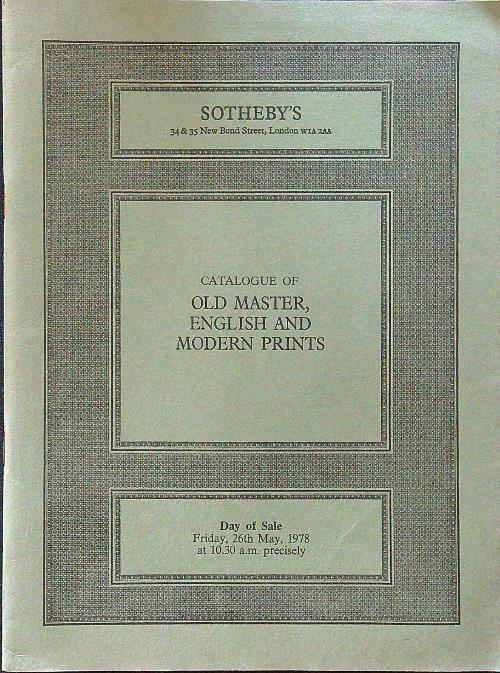 SOTHEBY'S
34 & 35 New Bond Street, London W1A 2AA
CATALOGUE OF
OLD MASTER,
ENGLISH AND
MODERN PRINTS
Day of Sale
Friday, 26th May, 1978
at 10.30 a.m. precisely